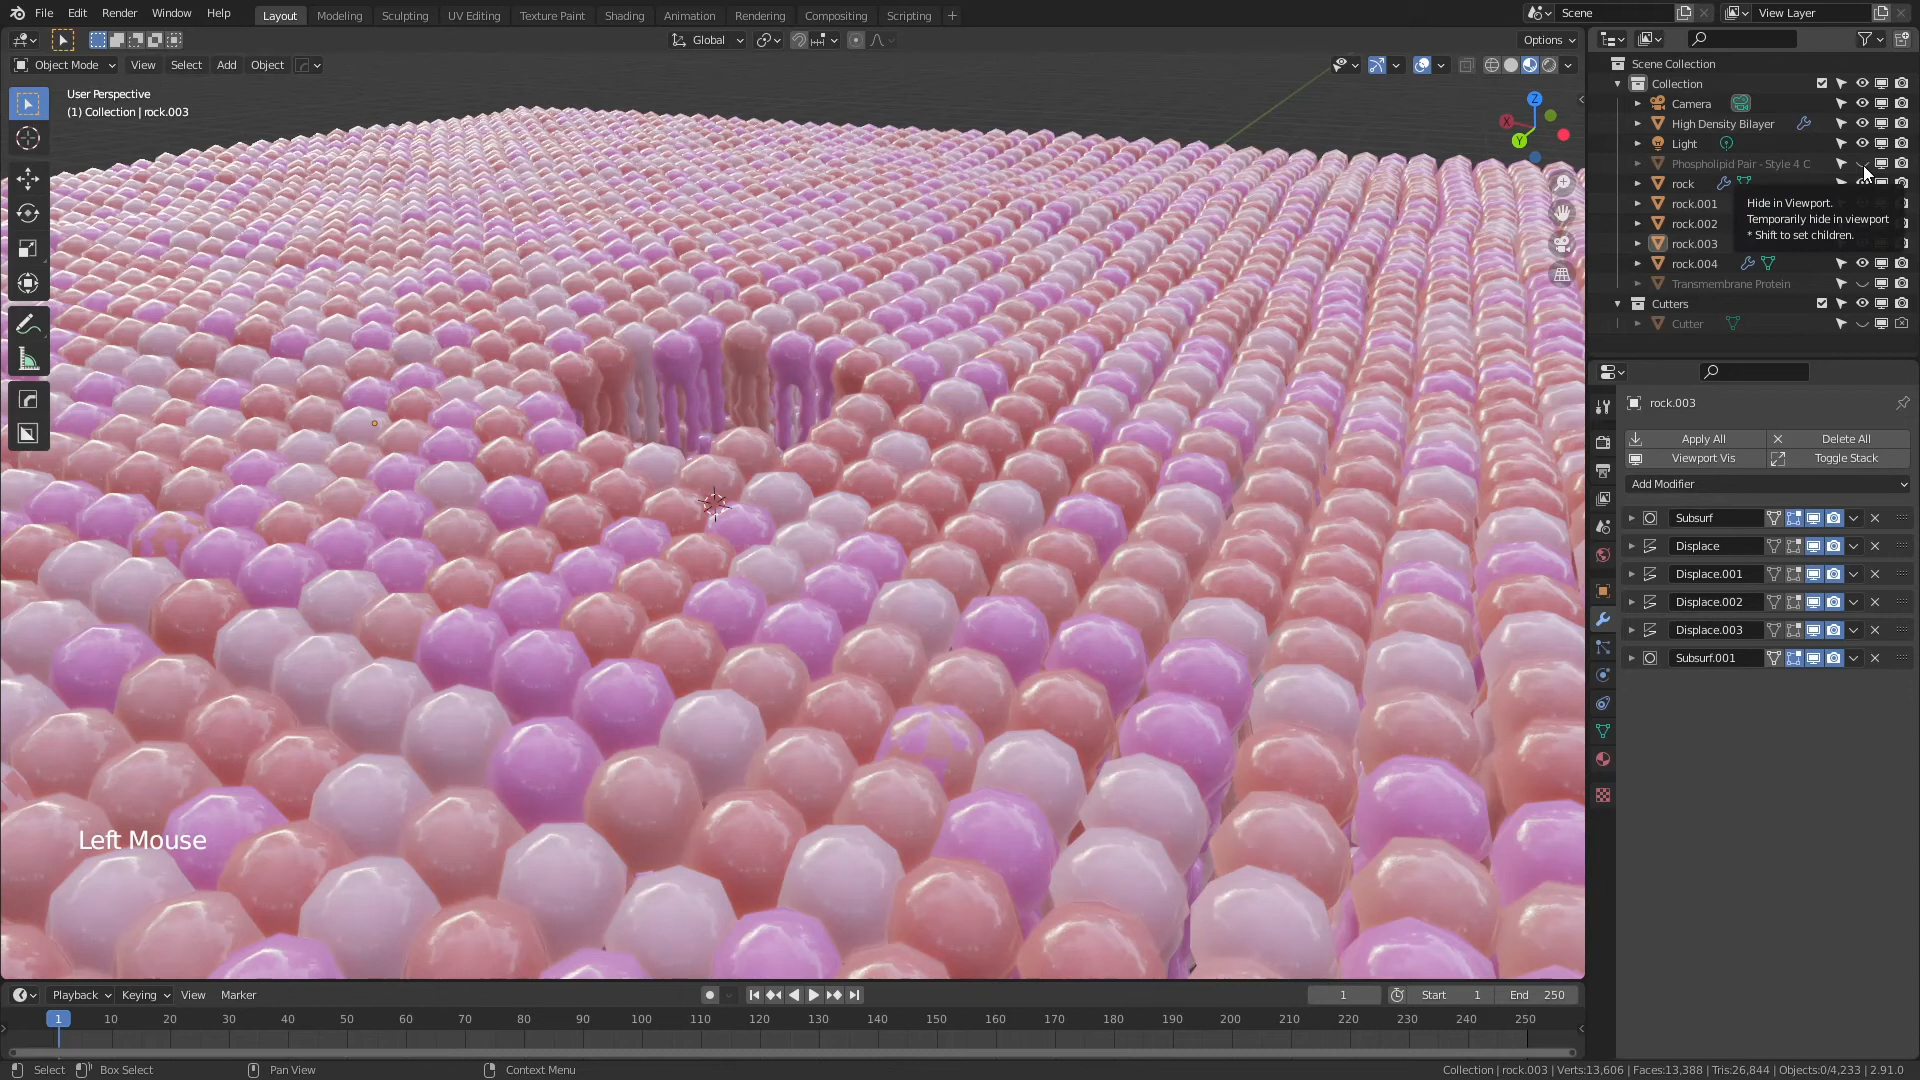 File Edit Render Window Help Layout Modeling Sculpting UV Editing Texture Paint Shading Animation Rendering Compositing Scripting Scene View Layer
Global Options
Object Mode View Select Add Object
User Perspective
(1) Collection | rock.003
Z
X
Y
Scene Collection
Collection
Camera
High Density Bilayer
Light
Phospholipid Pair - Style 4 C
rock
rock.001
rock.002
rock.003
rock.004
Transmembrane Protein
Cutters
Cutter
Hide in Viewport.
Temporarily hide in viewport
* Shift to set children.
rock.003
Apply All Delete All
Viewport Vis Toggle Stack
Add Modifier
Subsurf
Displace
Displace.001
Displace.002
Displace.003
Subsurf.001
Left Mouse
Playback Keying View Marker 1 Start 1 End 250
1 10 20 30 40 50 60 70 80 90 100 110 120 130 140 150 160 170 180 190 200 210 220 230 240 250
Select Box Select Pan View Context Menu Collection | rock.003 | Verts:13,606 | Faces:13,388 | Tris:26,844 | Objects:0/4,233 | 2.91.0